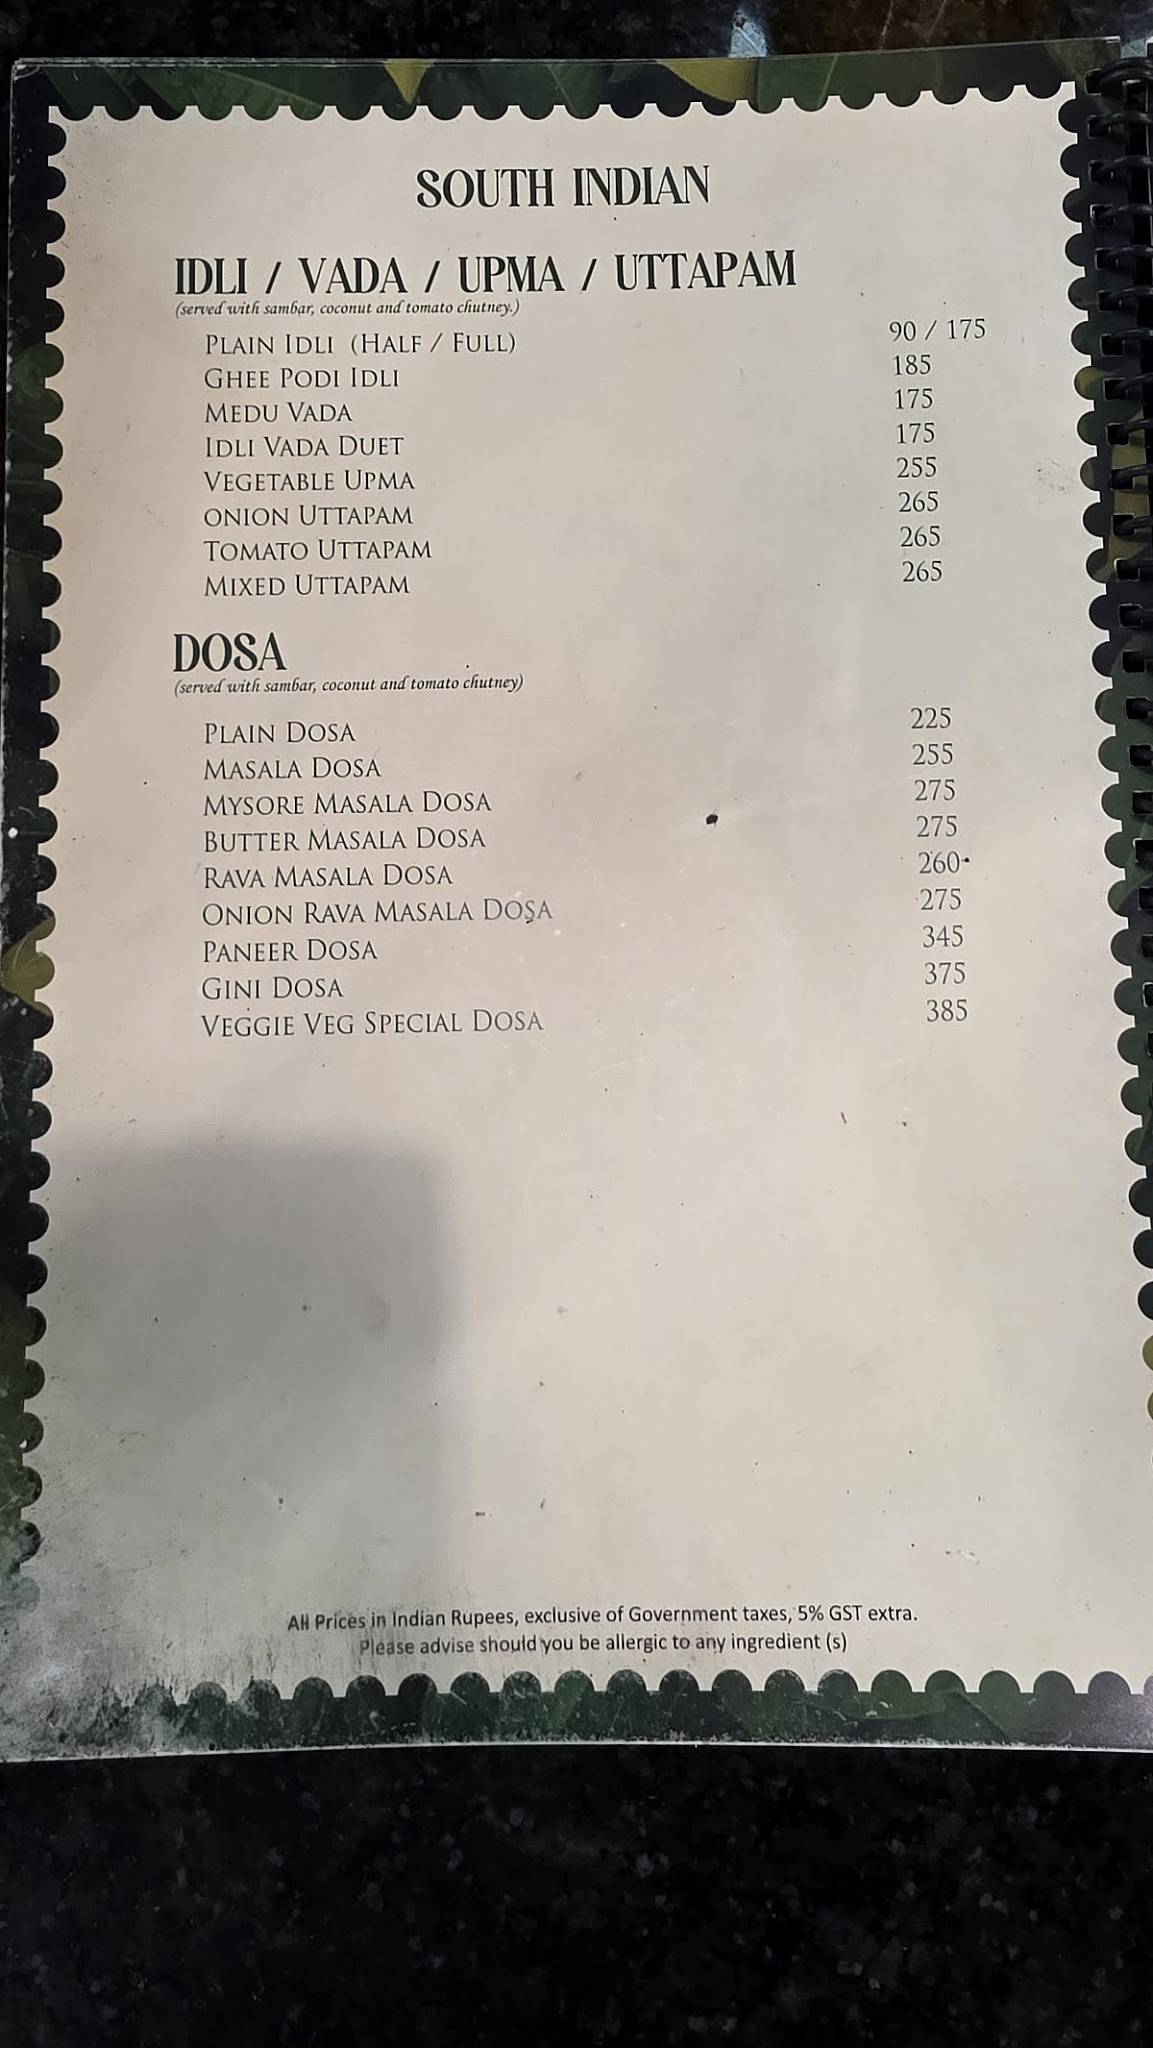 SOUTH INDIAN
IDLI / VADA / UPMA / UTTAPAM
(served with sambar, coconut and tomato chutney.)
PLAIN IDLI (HALF / FULL) 90 / 175
GHEE PODI IDLI 185
MEDU VADA 175
IDLI VADA DUET 175
VEGETABLE UPMA 255
ONION UTTAPAM 265
TOMATO UTTAPAM 265
MIXED UTTAPAM 265
DOSA
(served with sambar, coconut and tomato chutney)
PLAIN DOSA 225
MASALA DOSA 255
MYSORE MASALA DOSA 275
BUTTER MASALA DOSA 275
RAVA MASALA DOSA 260
ONION RAVA MASALA DOSA 275
PANEER DOSA 345
GINI DOSA 375
VEGGIE VEG SPECIAL DOSA 385
All Prices in Indian Rupees, exclusive of Government taxes, 5% GST extra.
Please advise should you be allergic to any ingredient (s)